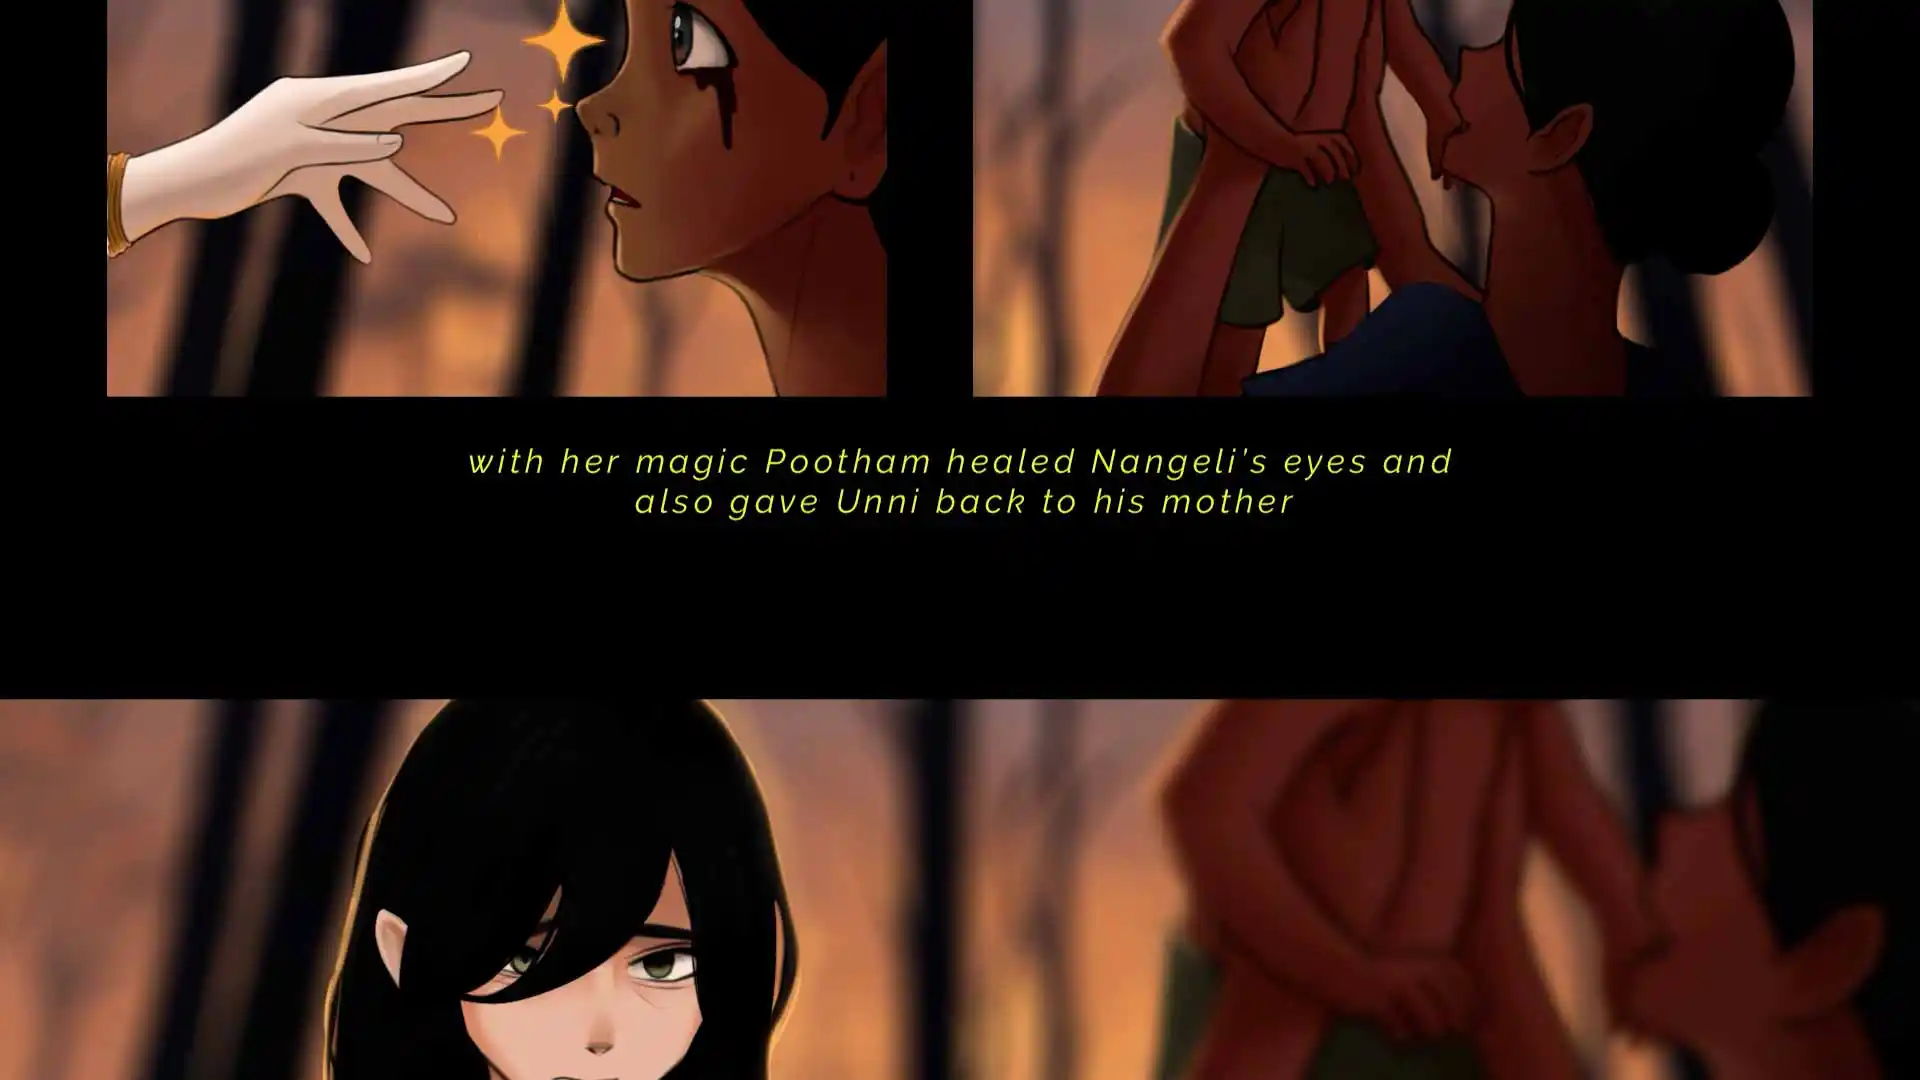 with her magic Pootham healed Nangeli's eyes and
also gave Unni back to his mother